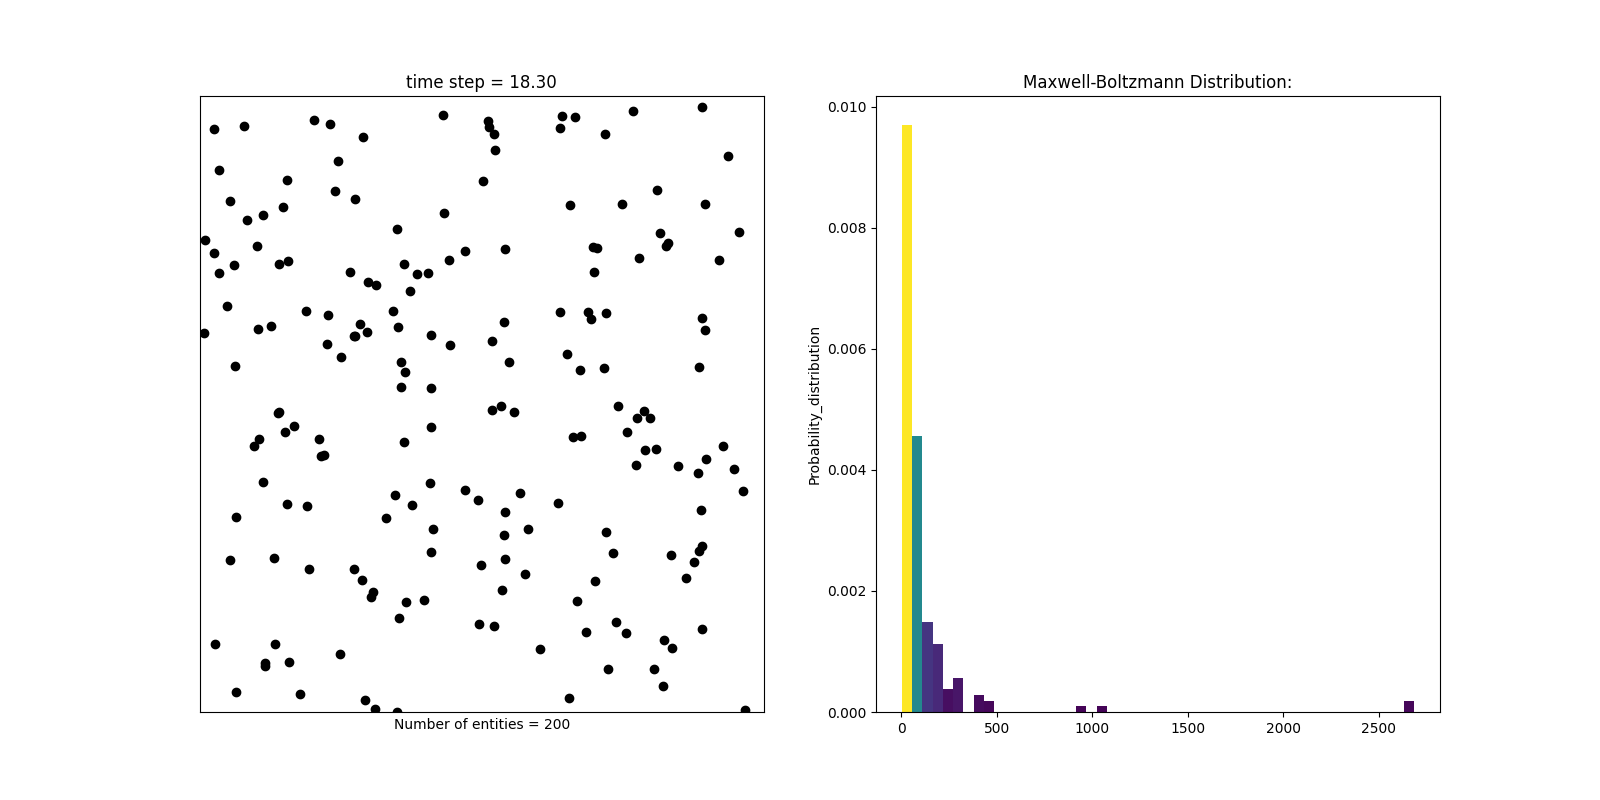 time step = 18.30
Number of entities = 200
Maxwell-Boltzmann Distribution:
Probability_distribution
0.010
0.008
0.006
0.004
0.002
0.000
0 500 1000 1500 2000 2500